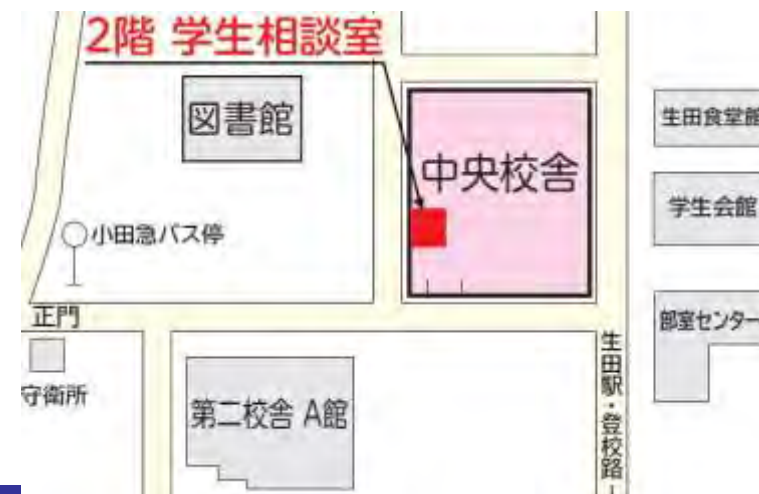 2階 学生相談室
図書館
中央校舎
生田食堂館
学生会館
小田急バス停
正門
部室センター
守衛所
第二校舎 A館
生田駅・登校路